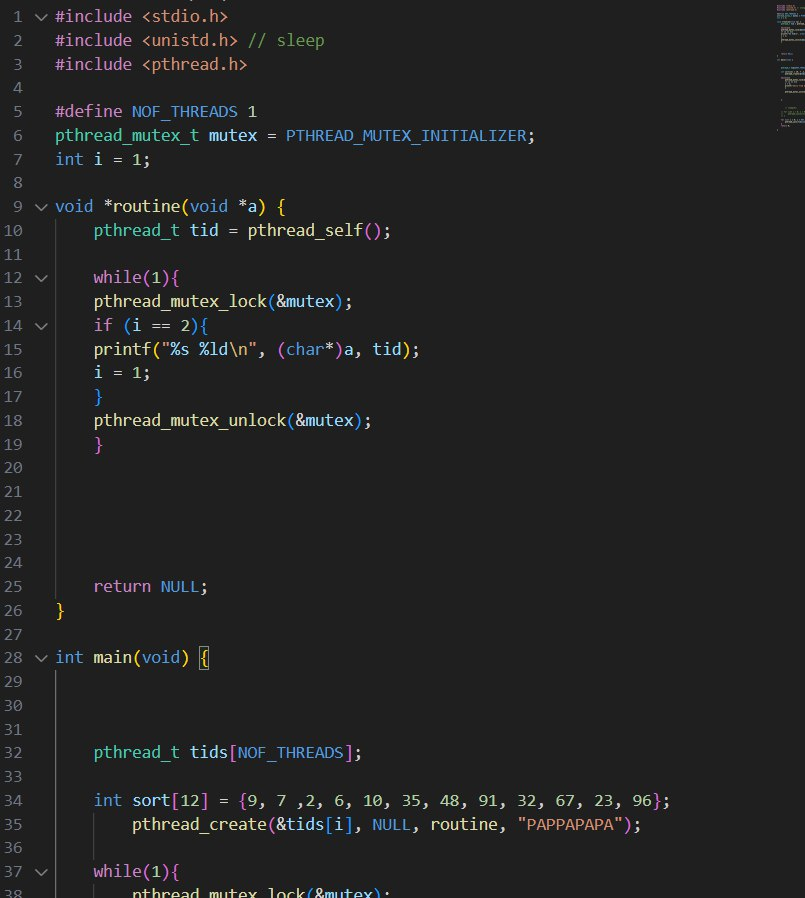 1 #include <stdio.h>
2 #include <unistd.h> // sleep
3 #include <pthread.h>
4
5 #define NOF_THREADS 1
6 pthread_mutex_t mutex = PTHREAD_MUTEX_INITIALIZER;
7 int i = 1;
8
9 void *routine(void *a) {
10     pthread_t tid = pthread_self();
11
12     while(1){
13     pthread_mutex_lock(&mutex);
14     if (i == 2){
15     printf("%s %ld\n", (char*)a, tid);
16     i = 1;
17     }
18     pthread_mutex_unlock(&mutex);
19     }
20
21
22
23
24
25     return NULL;
26 }
27
28 int main(void) {
29
30
31
32     pthread_t tids[NOF_THREADS];
33
34     int sort[12] = {9, 7 ,2, 6, 10, 35, 48, 91, 32, 67, 23, 96};
35         pthread_create(&tids[i], NULL, routine, "PAPPAPAPA");
36
37     while(1){
38         pthread_mutex_lock(&mutex);